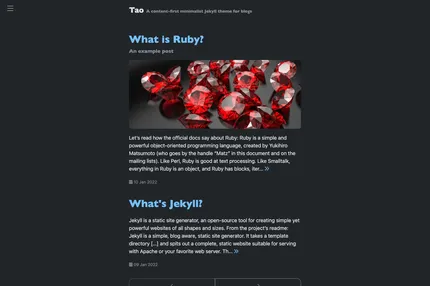 Tao A content-first minimalist Jekyll theme for blogs
What is Ruby?
An example post
Let's read how the official docs say about Ruby: Ruby is a simple and
powerful object-oriented programming language, created by Yukihiro
Matsumoto (who goes by the handle "Matz" in this document and on the
mailing lists). Like Perl, Ruby is good at text processing. Like Smalltalk,
everything in Ruby is an object, and Ruby has blocks, iter... »
10 Jan 2022
What's Jekyll?
Jekyll is a static site generator, an open-source tool for creating simple yet
powerful websites of all shapes and sizes. From the project's readme:
Jekyll is a simple, blog aware, static site generator. It takes a template
directory [...] and spits out a complete, static website suitable for serving
with Apache or your favorite web server. Th... »
08 Jan 2022